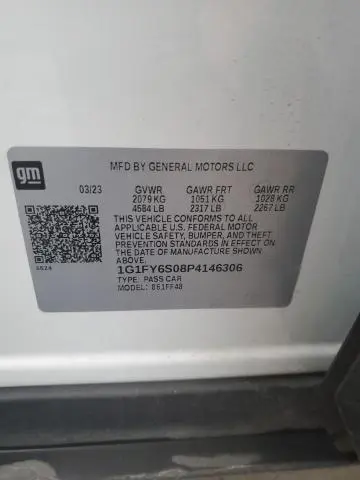 gm
MFD BY GENERAL MOTORS LLC
03/23 GVWR GAWR FRT GAWR RR
2079 KG 1051 KG 1028 KG
4584 LB 2317 LB 2267 LB
THIS VEHICLE CONFORMS TO ALL
APPLICABLE U.S. FEDERAL MOTOR
VEHICLE SAFETY, BUMPER, AND THEFT
PREVENTION STANDARDS IN EFFECT
ON THE DATE OF MANUFACTURE SHOWN
ABOVE.
1G1FY6S08P4146306
TYPE: PASS CAR